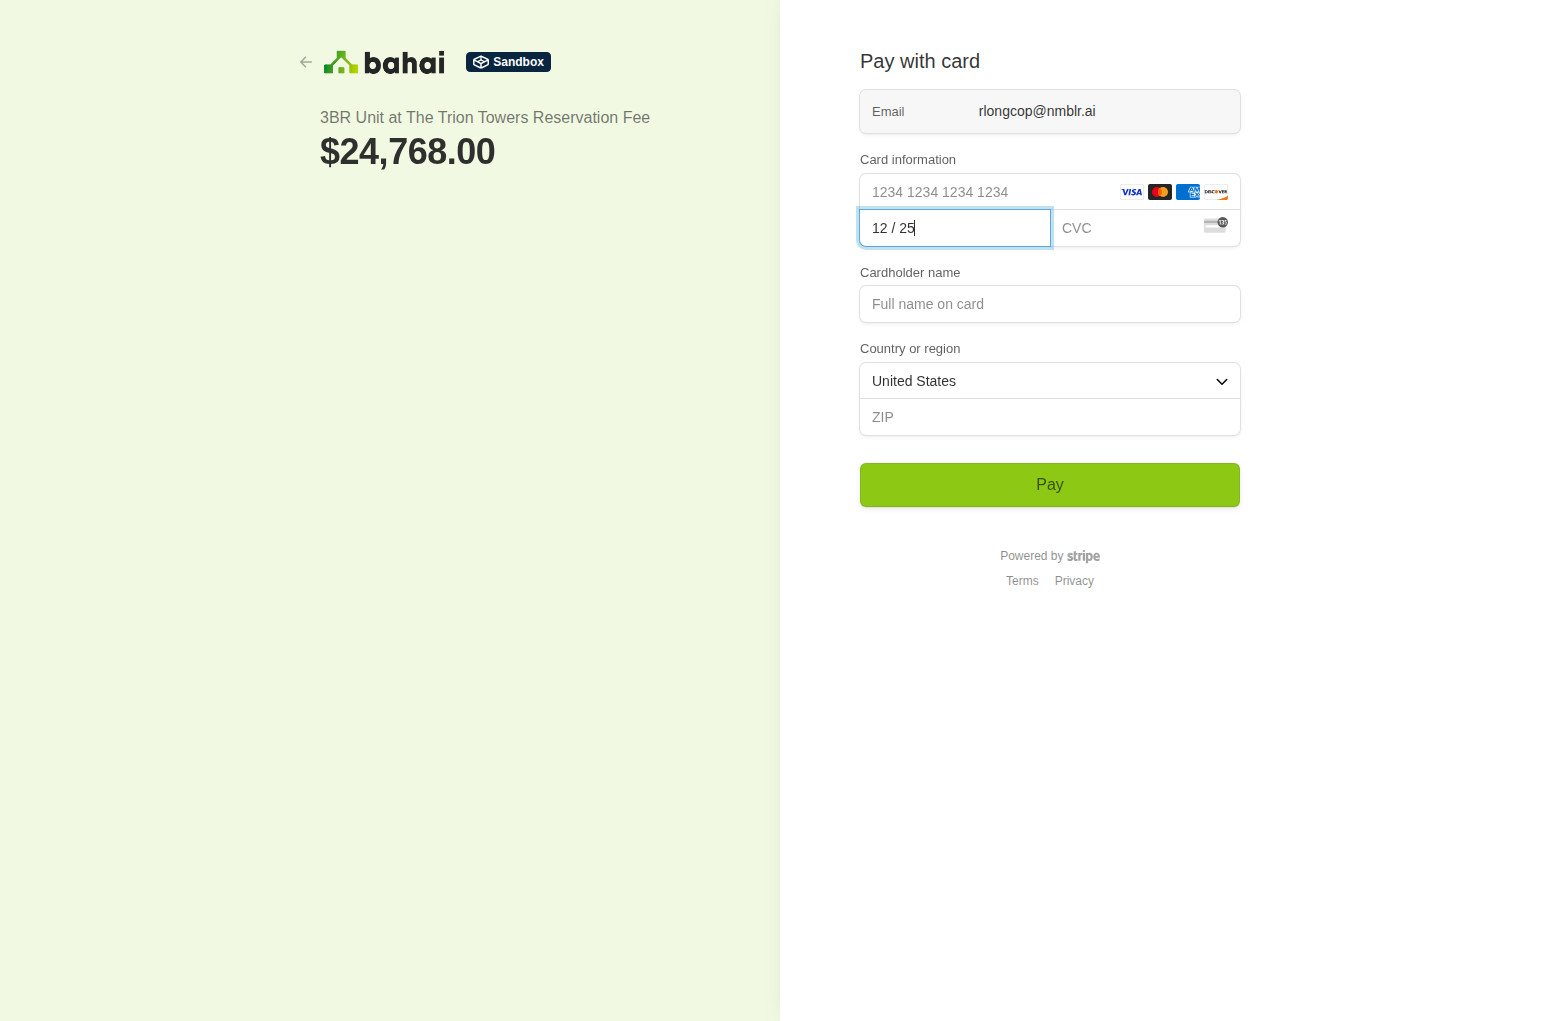 bahai
Sandbox
3BR Unit at The Trion Towers Reservation Fee
$24,768.00
Pay with card
Email rlongcop@nmblr.ai
Card information
1234 1234 1234 1234 VISA AM EX DISCOVER
12 / 25 CVC
Cardholder name
Full name on card
Country or region
United States
ZIP
Pay
Powered by stripe
Terms Privacy